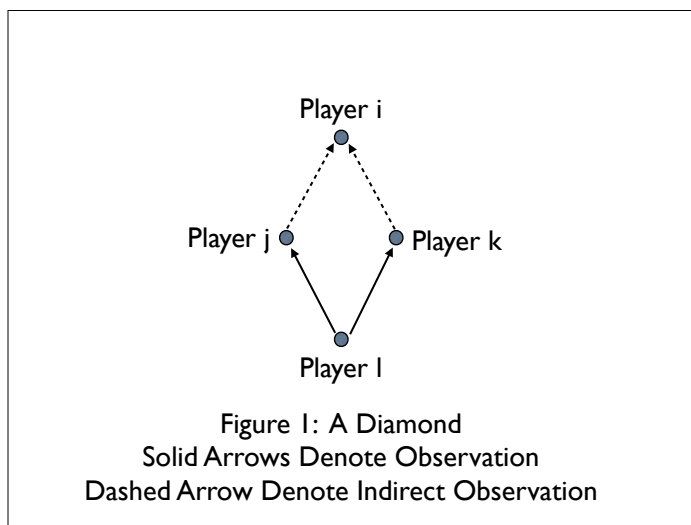 Player i
Player j
Player k
Player l
Figure 1: A Diamond
Solid Arrows Denote Observation
Dashed Arrow Denote Indirect Observation